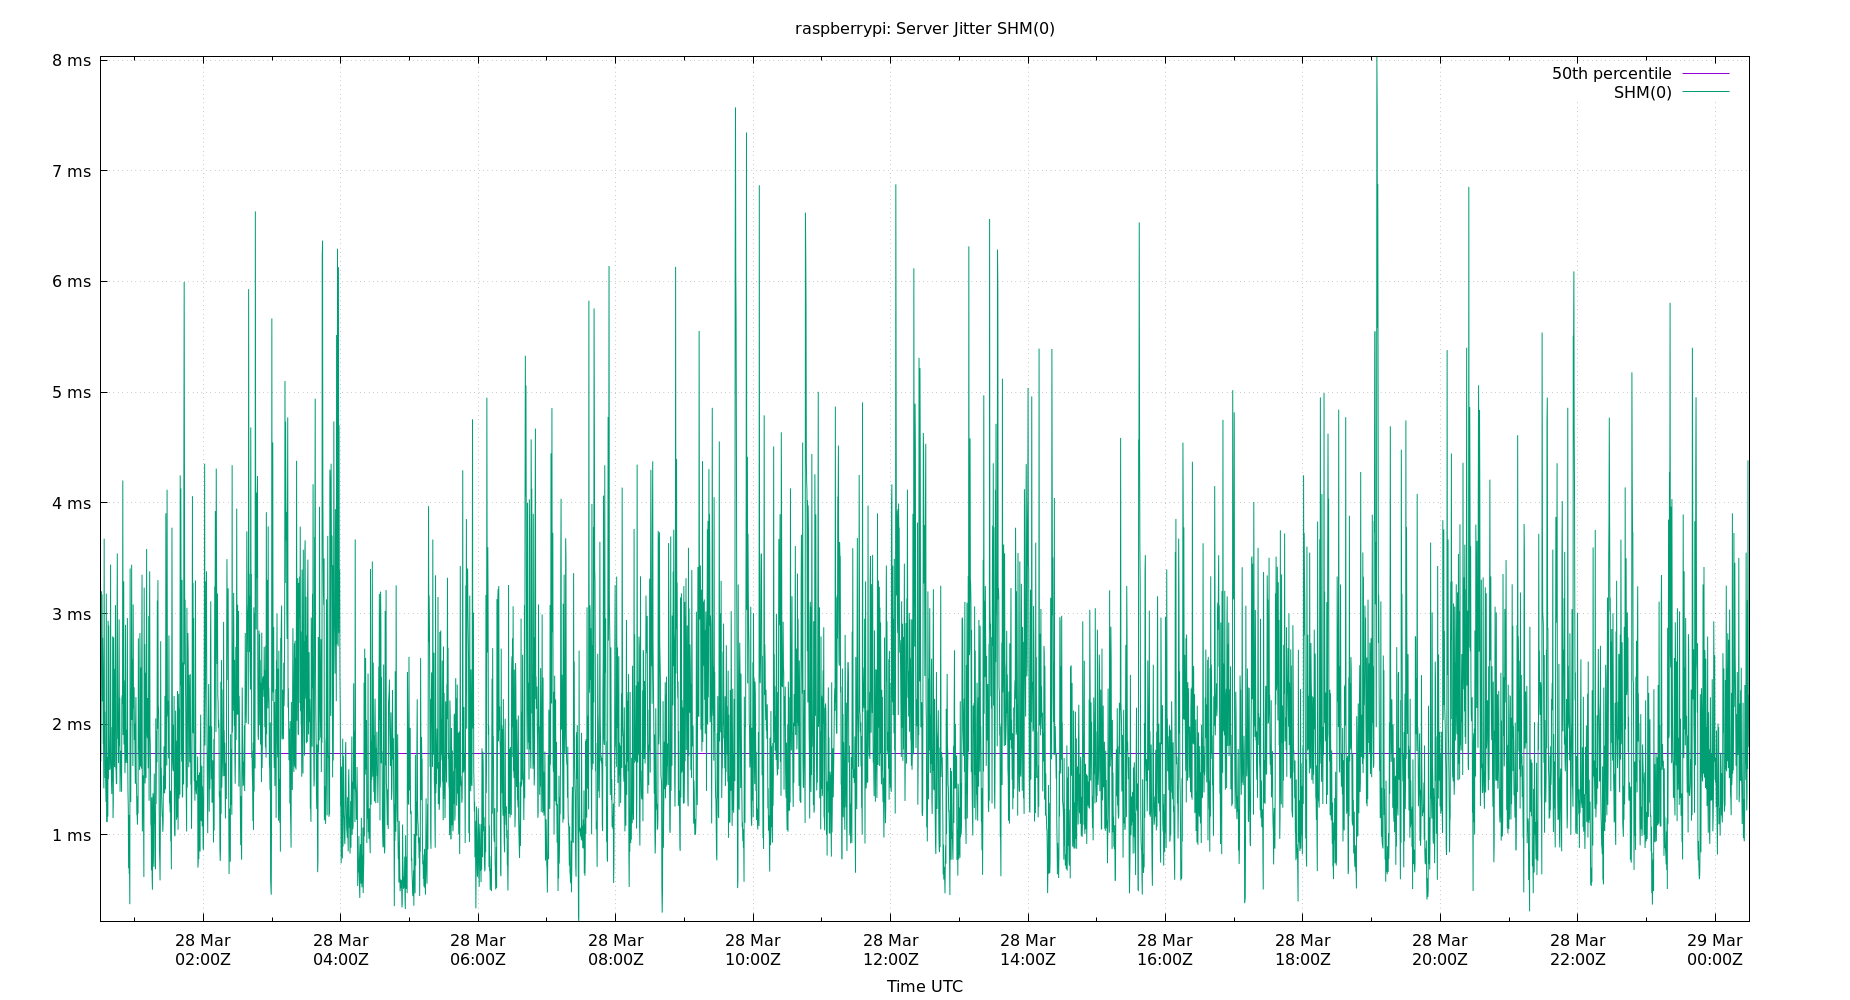 raspberrypi: Server Jitter SHM(0)
8 ms
7 ms
6 ms
5 ms
4 ms
3 ms
2 ms
1 ms
50th percentile
SHM(0)
28 Mar 28 Mar 28 Mar 28 Mar 28 Mar 28 Mar 28 Mar 28 Mar 28 Mar 28 Mar 28 Mar 29 Mar
02:00Z 04:00Z 06:00Z 08:00Z 10:00Z 12:00Z 14:00Z 16:00Z 18:00Z 20:00Z 22:00Z 00:00Z
Time UTC